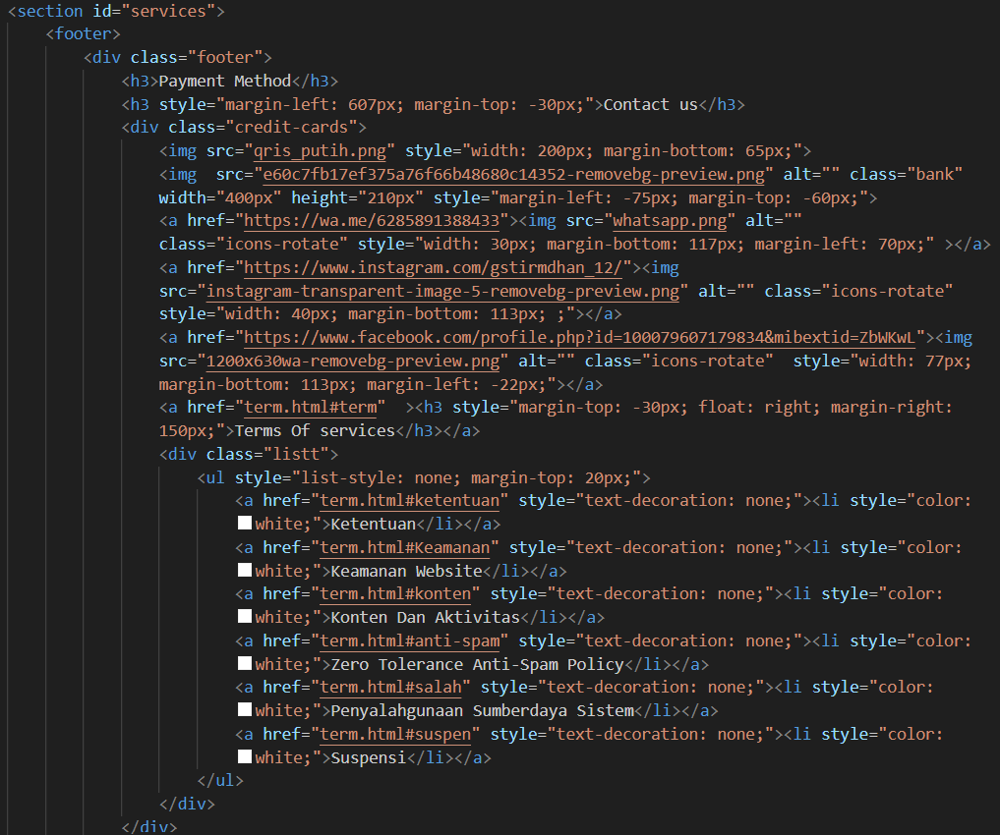 <section id="services">
<footer>
<div class="footer">
<h3>Payment Method</h3>
<h3 style="margin-left: 607px; margin-top: -30px;">Contact us</h3>
<div class="credit-cards">
<img src="qris_putih.png" style="width: 200px; margin-bottom: 65px;">
<img  src="e60c7fb17ef375a76f66b48680c14352-removebg-preview.png" alt="" class="bank"
width="400px" height="210px" style="margin-left: -75px; margin-top: -60px;">
<a href="https://wa.me/6285891388433"><img src="whatsapp.png" alt=""
class="icons-rotate" style="width: 30px; margin-bottom: 117px; margin-left: 70px;" ></a>
<a href="https://www.instagram.com/gstirmdhan_12/"><img
src="instagram-transparent-image-5-removebg-preview.png" alt="" class="icons-rotate"
style="width: 40px; margin-bottom: 113px; ;"></a>
<a href="https://www.facebook.com/profile.php?id=100079607179834&mibextid=ZbWKwL"><img
src="1200x630wa-removebg-preview.png" alt="" class="icons-rotate"  style="width: 77px;
margin-bottom: 113px; margin-left: -22px;"></a>
<a href="term.html#term"  ><h3 style="margin-top: -30px; float: right; margin-right:
150px;">Terms Of services</h3></a>
<div class="listt">
<ul style="list-style: none; margin-top: 20px;">
<a href="term.html#ketentuan" style="text-decoration: none;"><li style="color:
white;">Ketentuan</li></a>
<a href="term.html#Keamanan" style="text-decoration: none;"><li style="color:
white;">Keamanan Website</li></a>
<a href="term.html#konten" style="text-decoration: none;"><li style="color:
white;">Konten Dan Aktivitas</li></a>
<a href="term.html#anti-spam" style="text-decoration: none;"><li style="color:
white;">Zero Tolerance Anti-Spam Policy</li></a>
<a href="term.html#salah" style="text-decoration: none;"><li style="color:
white;">Penyalahgunaan Sumberdaya Sistem</li></a>
<a href="term.html#suspen" style="text-decoration: none;"><li style="color:
white;">Suspensi</li></a>
</ul>
</div>
</div>